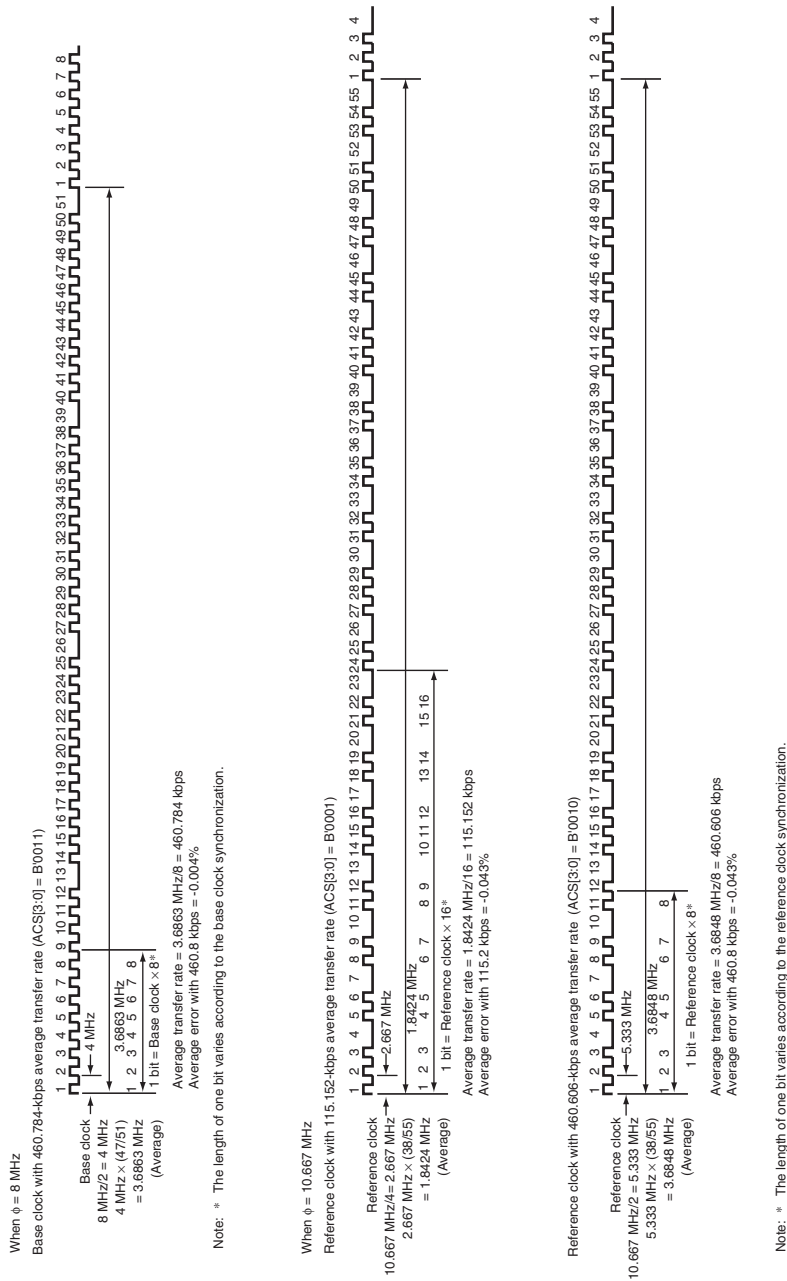 When ϕ = 8 MHz
Base clock with 460.784-kbps average transfer rate (ACS[3:0] = B'0011)
1 2 3 4 5 6 7 8 9 10 11 12 13 14 15 16 17 18 19 20 21 22 23 24 25 26 27 28 29 30 31 32 33 34 35 36 37 38 39 40 41 42 43 44 45 46 47 48 49 50 51 1 2 3 4 5 6 7 8
Base clock
8 MHz/2 = 4 MHz
4 MHz × (47/51)
= 3.6863 MHz
(Average)
4 MHz
3.6863 MHz
1 2 3 4 5 6 7 8
1 bit = Base clock × 8*
Average transfer rate = 3.6863 MHz/8 = 460.784 kbps
Average error with 460.8 kbps = -0.004%
Note: * The length of one bit varies according to the base clock synchronization.
When ϕ = 10.667 MHz
Reference clock with 115.152-kbps average transfer rate (ACS[3:0] = B'0001)
1 2 3 4 5 6 7 8 9 10 11 12 13 14 15 16 17 18 19 20 21 22 23 24 25 26 27 28 29 30 31 32 33 34 35 36 37 38 39 40 41 42 43 44 45 46 47 48 49 50 51 52 53 54 55 1 2 3 4
Reference clock
10.667 MHz/4= 2.667 MHz
2.667 MHz × (38/55)
= 1.8424 MHz
(Average)
2.667 MHz
1.8424 MHz
1 2 3 4 5 6 7 8 9 10 11 12 13 14 15 16
1 bit = Reference clock × 16*
Average transfer rate = 1.8424 MHz/16 = 115.152 kbps
Average error with 115.2 kbps = -0.043%
Reference clock with 460.606-kbps average transfer rate (ACS[3:0] = B'0010)
1 2 3 4 5 6 7 8 9 10 11 12 13 14 15 16 17 18 19 20 21 22 23 24 25 26 27 28 29 30 31 32 33 34 35 36 37 38 39 40 41 42 43 44 45 46 47 48 49 50 51 52 53 54 55 1 2 3 4
Reference clock
10.667 MHz/2 = 5.333 MHz
5.333 MHz × (38/55)
= 3.6848 MHz
(Average)
5.333 MHz
3.6848 MHz
1 2 3 4 5 6 7 8
1 bit = Reference clock × 8*
Average transfer rate = 3.6848 MHz/8 = 460.606 kbps
Average error with 460.8 kbps = -0.043%
Note: * The length of one bit varies according to the reference clock synchronization.